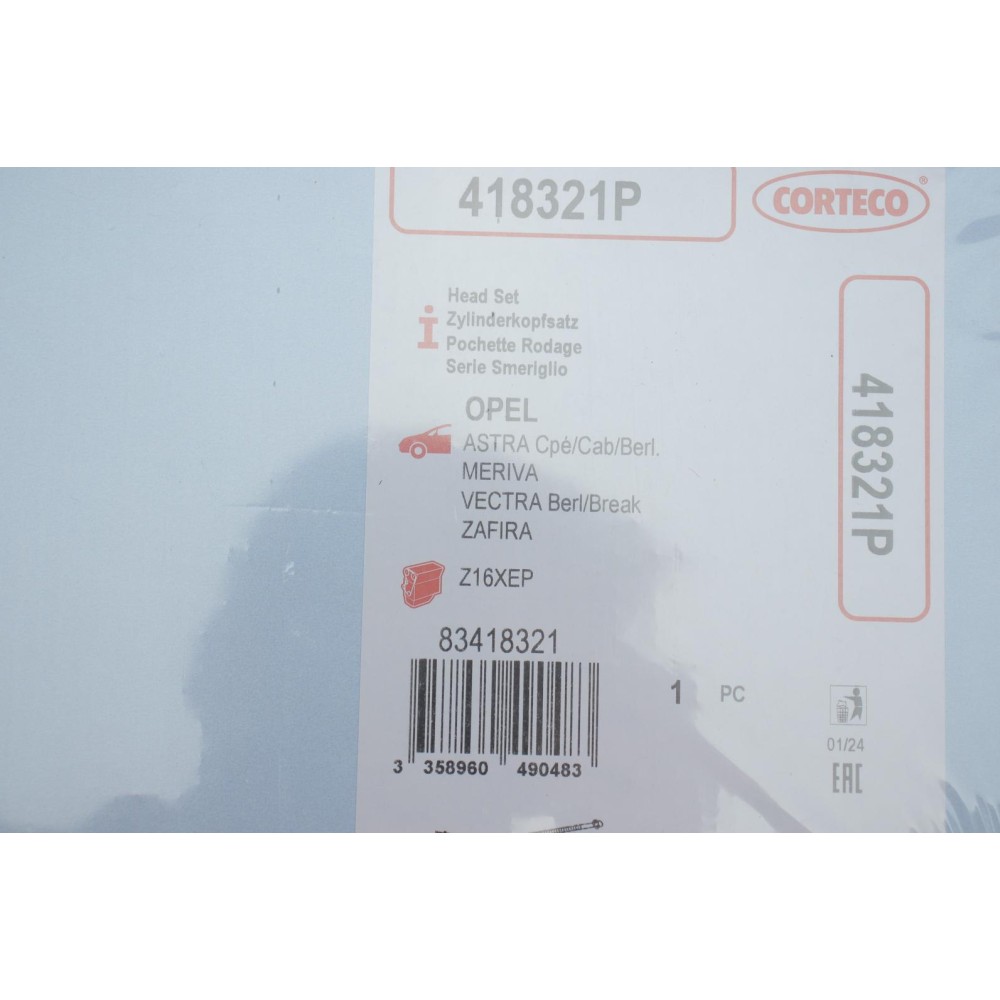 418321P
CORTECO®
Head Set
Zylinderkopfsatz
Pochette Rodage
Serie Smeriglio
418321P
OPEL
ASTRA Cpé/Cab/Berl.
MERIVA
VECTRA Berl/Break
ZAFIRA
Z16XEP
83418321
1 PC
3 358960 490483
01/24
EAC